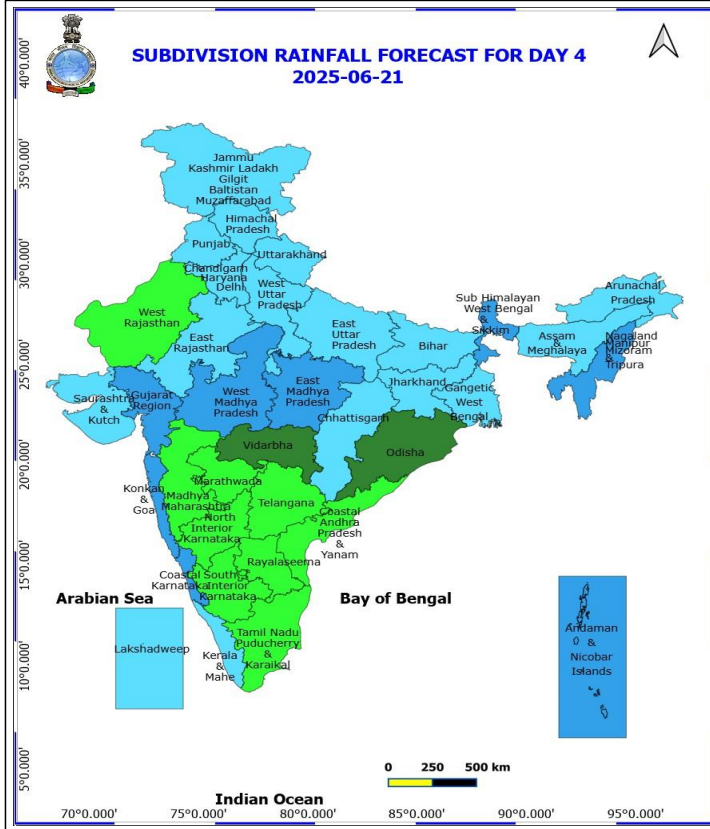 SUBDIVISION RAINFALL FORECAST FOR DAY 4
2025-06-21
40°0.000'
35°0.000'
30°0.000'
25°0.000'
20°0.000'
15°0.000'
10°0.000'
5°0.000'
Jammu
Kashmir Ladakh
Gilgit
Baltistan
Muzaffarabad
Himachal
Pradesh
Punjab
Uttarakhand
Chandigarh
Haryana
Delhi
West
Uttar
Pradesh
West
Rajasthan
East
Rajasthan
East
Uttar
Pradesh
Bihar
Sub Himalayan
West Bengal
&
Sikkim
Arunachal
Pradesh
Assam
&
Meghalaya
Nagaland
Manipur
Mizoram
&
Tripura
Saurashtra
&
Kutch
Gujarat
Region
West
Madhya
Pradesh
East
Madhya
Pradesh
Jharkhand
Gangetic
West
Bengal
Chhattisgarh
Vidarbha
Odisha
Konkan
&
Goa
Madhya
Maharashtra
Marathwada
Telangana
North
Interior
Karnataka
Coastal
Andhra
Pradesh
&
Yanam
Rayalaseema
Coastal
Karnataka
South
Interior
Karnataka
Arabian Sea
Bay of Bengal
Lakshadweep
Kerala
&
Mahe
Tamil Nadu
Puducherry
&
Karaikal
Andaman
&
Nicobar
Islands
0 250 500 km
Indian Ocean
70°0.000' 75°0.000' 80°0.000' 85°0.000' 90°0.000' 95°0.000'